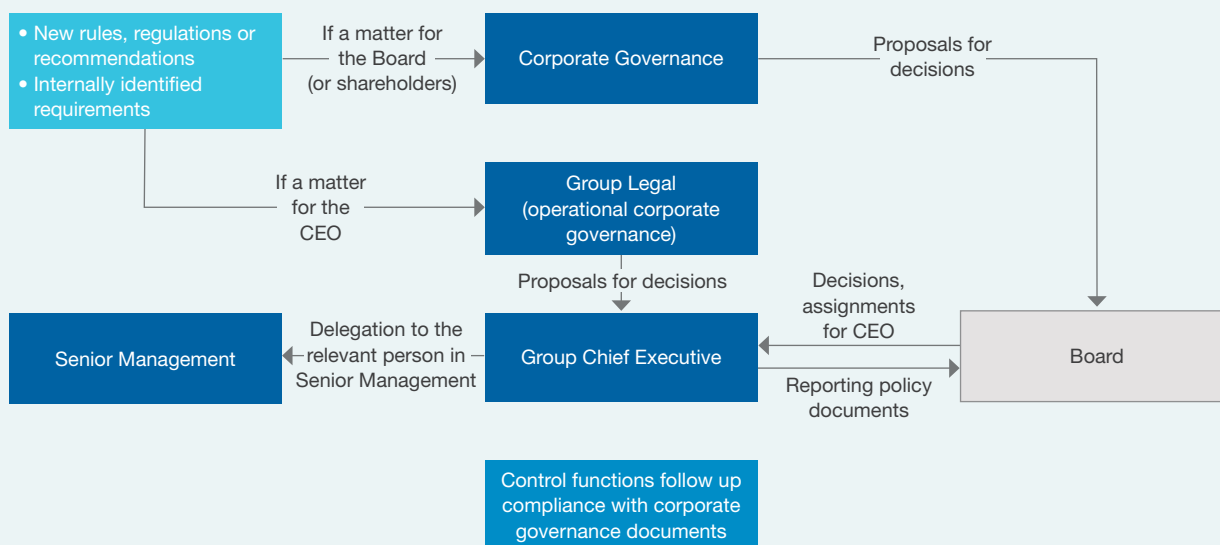 • New rules, regulations or
recommendations
• Internally identified
requirements
If a matter for
the Board
(or shareholders)
Corporate Governance
Proposals for
decisions
If a matter
for the
CEO
Group Legal
(operational corporate
governance)
Proposals for decisions
Decisions,
assignments
for CEO
Senior Management
Delegation to the
relevant person in
Senior Management
Group Chief Executive
Board
Reporting policy
documents
Control functions follow up
compliance with corporate
governance documents